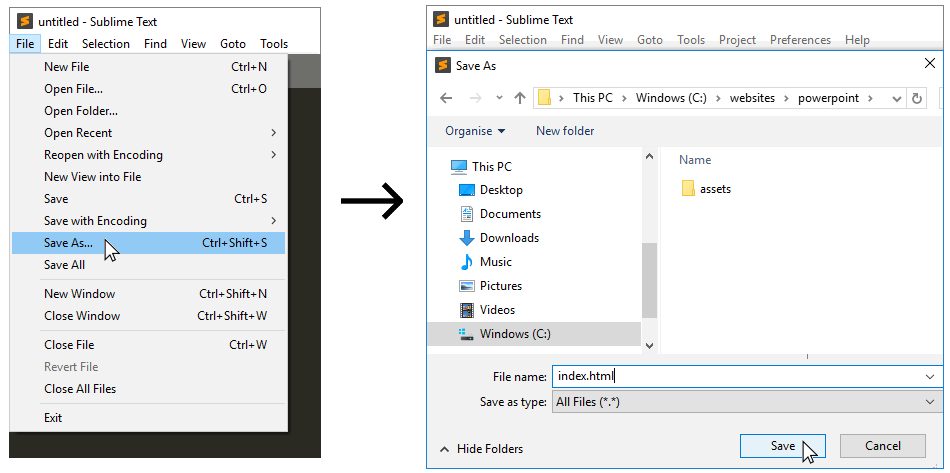 untitled - Sublime Text
File Edit Selection Find View Goto Tools
New File Ctrl+N
Open File... Ctrl+O
Open Folder...
Open Recent
Reopen with Encoding
New View into File
Save Ctrl+S
Save with Encoding
Save As... Ctrl+Shift+S
Save All
New Window Ctrl+Shift+N
Close Window Ctrl+Shift+W
Close File Ctrl+W
Revert File
Close All Files
Exit
untitled - Sublime Text
File Edit Selection Find View Goto Tools Project Preferences Help
Save As
This PC Windows (C:) websites powerpoint
Organise New folder
This PC
Desktop
Documents
Downloads
Music
Pictures
Videos
Windows (C:)
Name
assets
File name: index.html
Save as type: All Files (*.*)
Hide Folders Save Cancel